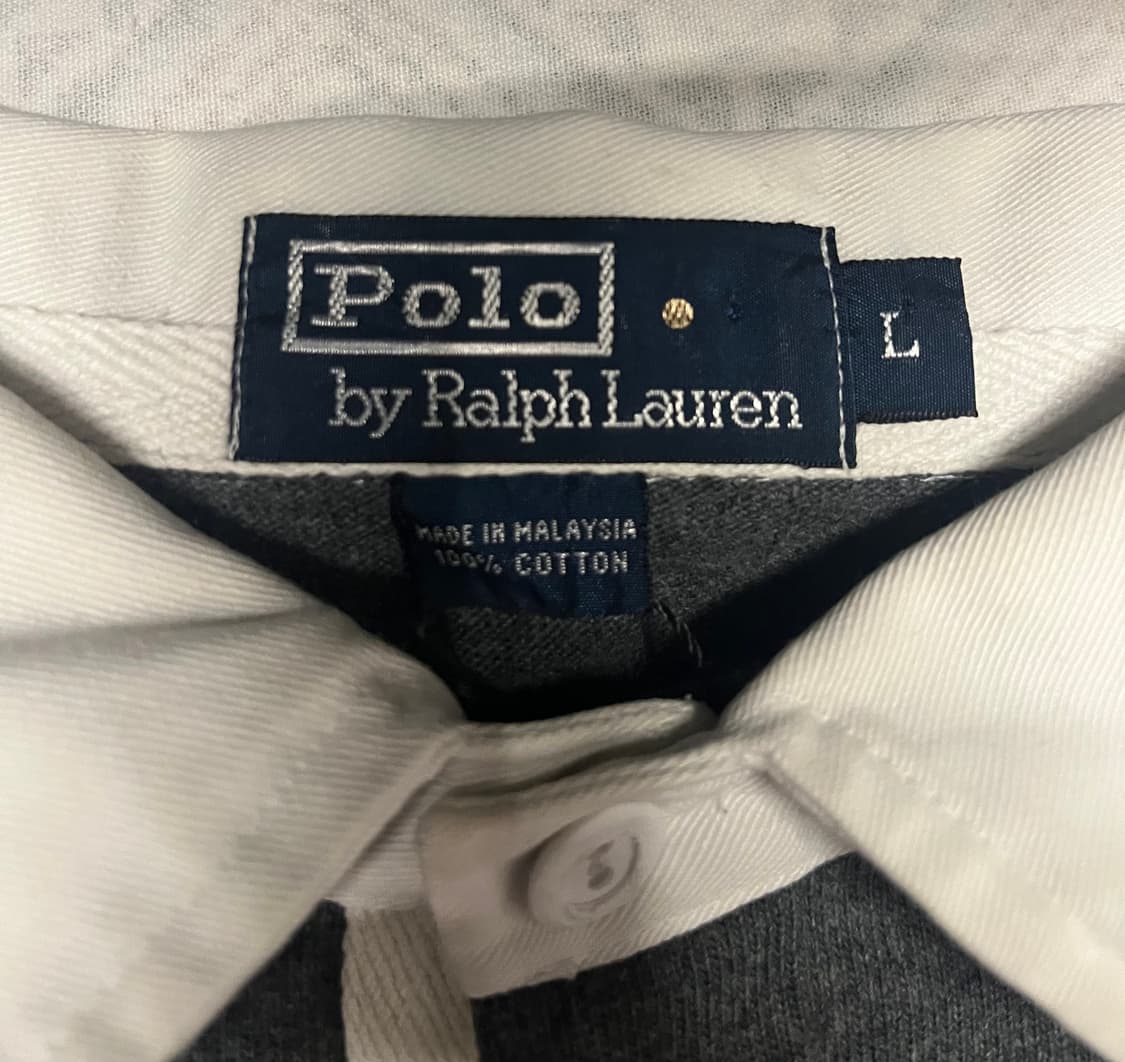 Polo
by Ralph Lauren
L
MADE IN MALAYSIA
100% COTTON